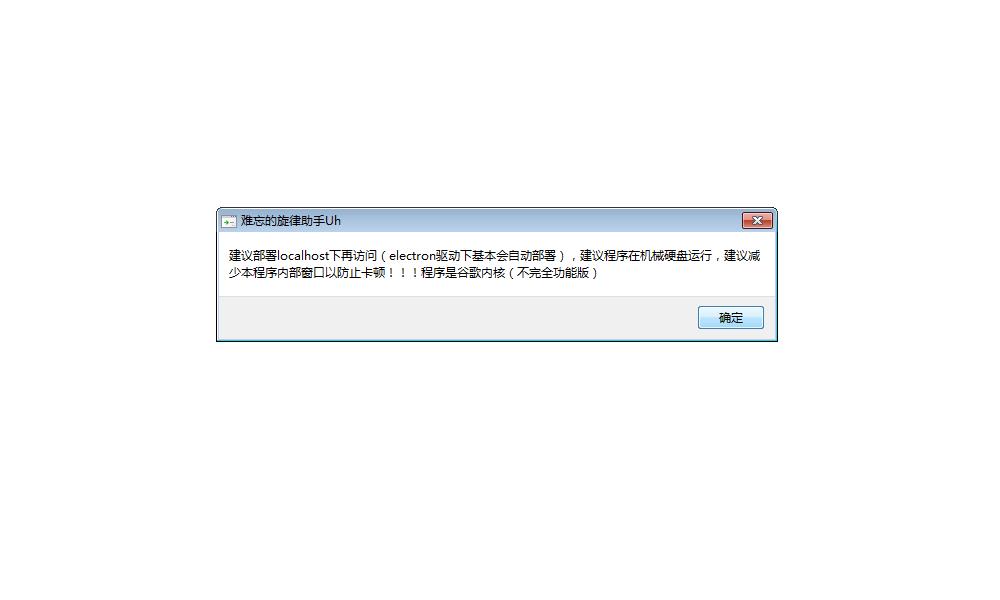 难忘的旋律助手Uh
建议部署localhost下再访问（electron驱动下基本会自动部署），建议程序在机械硬盘运行，建议减
少本程序内部窗口以防止卡顿！！！程序是谷歌内核（不完全功能版）
确定